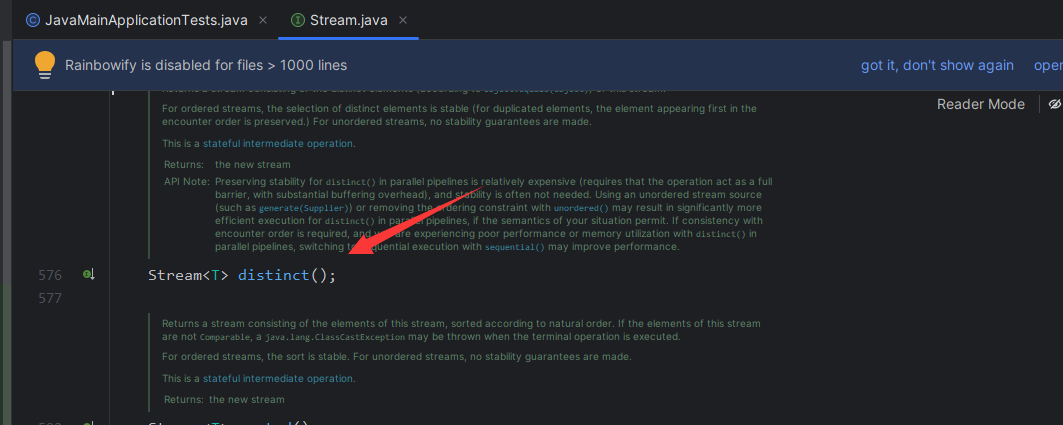 JavaMainApplicationTests.java
Stream.java
Rainbowify is disabled for files > 1000 lines
got it, don't show again
Reader Mode
For ordered streams, the selection of distinct elements is stable (for duplicated elements, the element appearing first in the
encounter order is preserved.) For unordered streams, no stability guarantees are made.
This is a stateful intermediate operation.
Returns: the new stream
API Note: Preserving stability for distinct() in parallel pipelines is relatively expensive (requires that the operation act as a full
barrier, with substantial buffering overhead), and stability is often not needed. Using an unordered stream source
(such as generate(Supplier)) or removing the ordering constraint with unordered() may result in significantly more
efficient execution for distinct() in parallel pipelines, if the semantics of your situation permit. If consistency with
encounter order is required, and you are experiencing poor performance or memory utilization with distinct() in
parallel pipelines, switching to sequential execution with sequential() may improve performance.
576 Stream<T> distinct();
577
Returns a stream consisting of the elements of this stream, sorted according to natural order. If the elements of this stream
are not Comparable, a java.lang.ClassCastException may be thrown when the terminal operation is executed.
For ordered streams, the sort is stable. For unordered streams, no stability guarantees are made.
This is a stateful intermediate operation.
Returns: the new stream